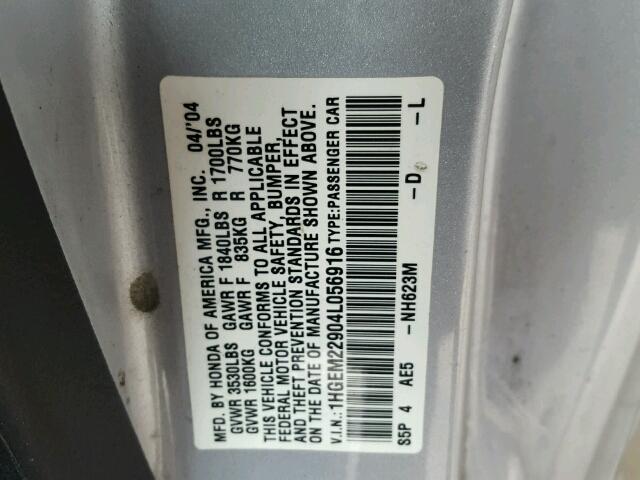 MFD. BY HONDA OF AMERICA MFG., INC. 04/'04
GVWR 3530LBS GAWR F 1840LBS R 1700LBS
GVWR 1600KG GAWR F 835KG R 770KG
THIS VEHICLE CONFORMS TO ALL APPLICABLE
FEDERAL MOTOR VEHICLE SAFETY, BUMPER,
AND THEFT PREVENTION STANDARDS IN EFFECT
ON THE DATE OF MANUFACTURE SHOWN ABOVE.
V.I.N.:1HGEM22904L056916 TYPE:PASSENGER CAR
S5P 4 AE5 -NH623M -D -L